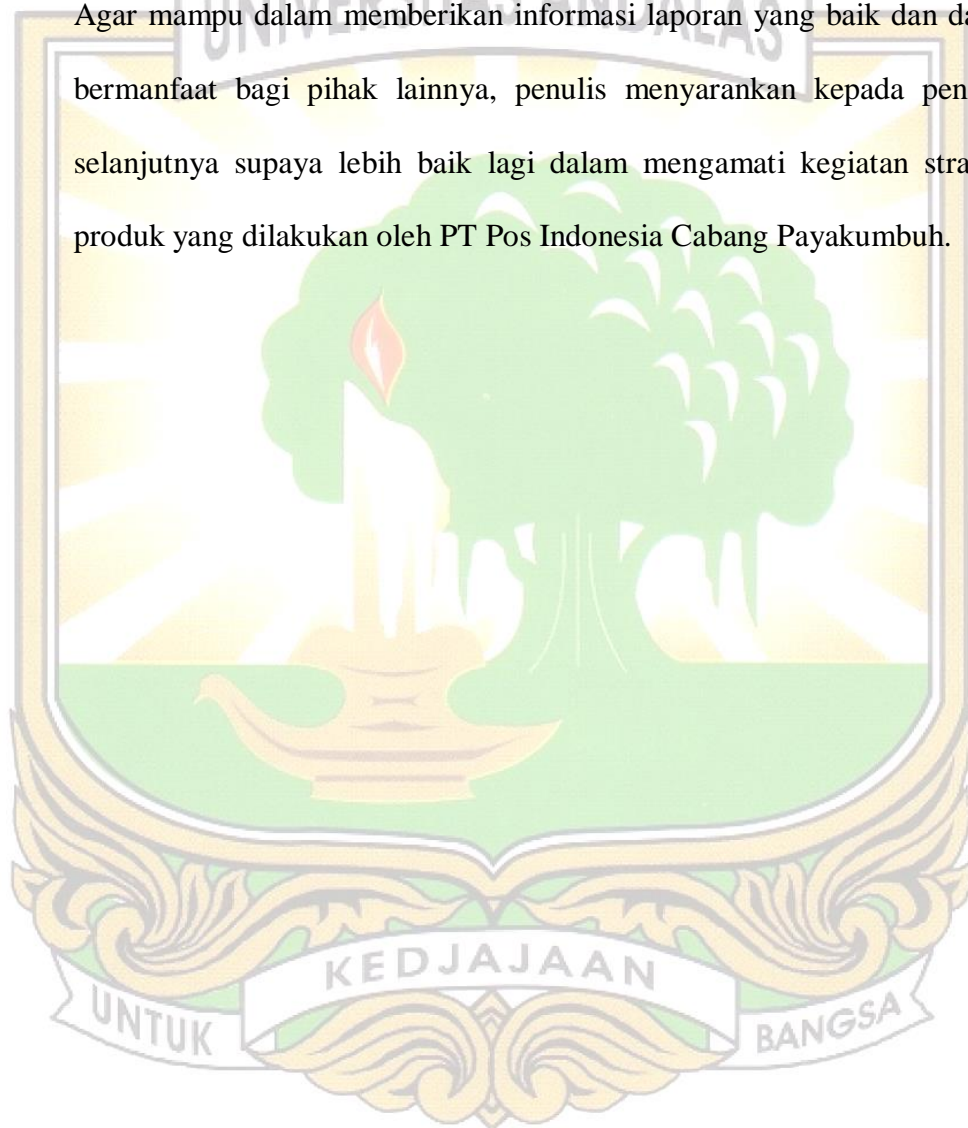 Agar mampu dalam memberikan informasi laporan yang baik dan da
UNIVERSITAS ANDALAS
bermanfaat bagi pihak lainnya, penulis menyarankan kepada pen
selanjutnya supaya lebih baik lagi dalam mengamati kegiatan stra
produk yang dilakukan oleh PT Pos Indonesia Cabang Payakumbuh.
KEDJAJAAN
UNTUK
BANGSA